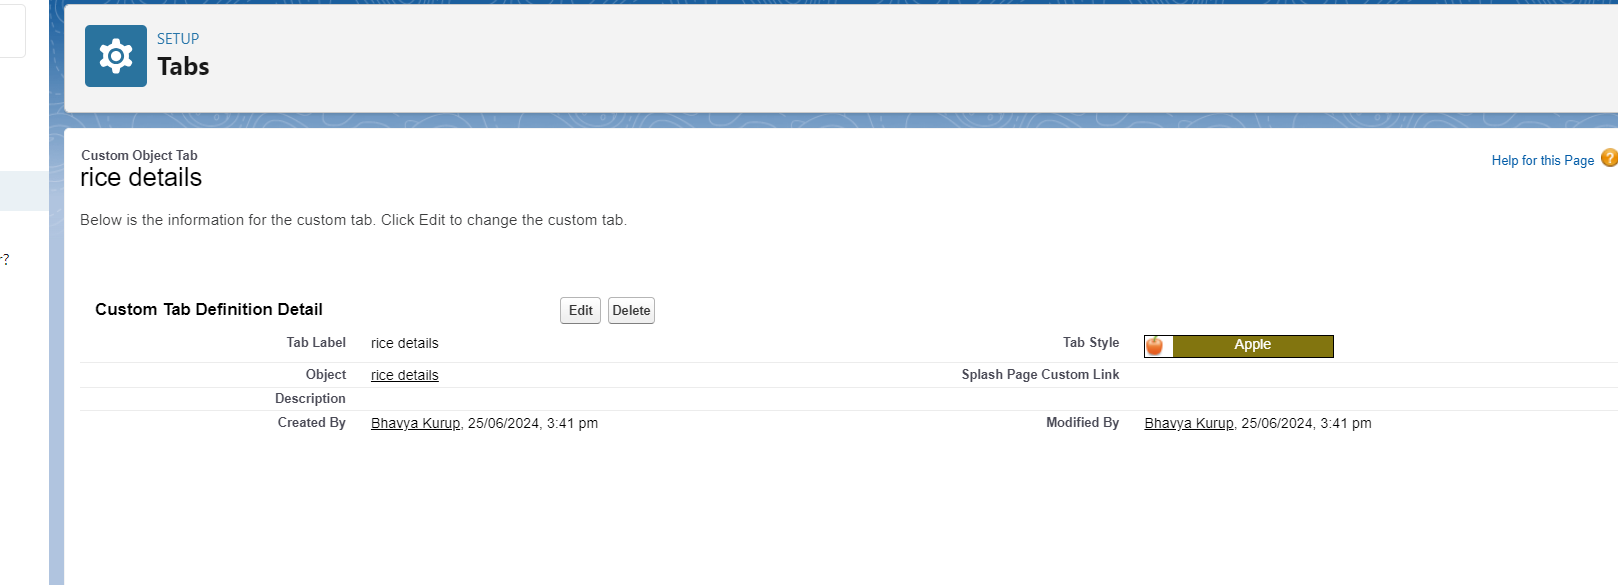 SETUP
Tabs
Custom Object Tab
rice details
Help for this Page ?
Below is the information for the custom tab. Click Edit to change the custom tab.
r?
Custom Tab Definition Detail Edit Delete
Tab Label rice details Tab Style Apple
Object rice details Splash Page Custom Link
Description
Created By Bhavya Kurup, 25/06/2024, 3:41 pm Modified By Bhavya Kurup, 25/06/2024, 3:41 pm